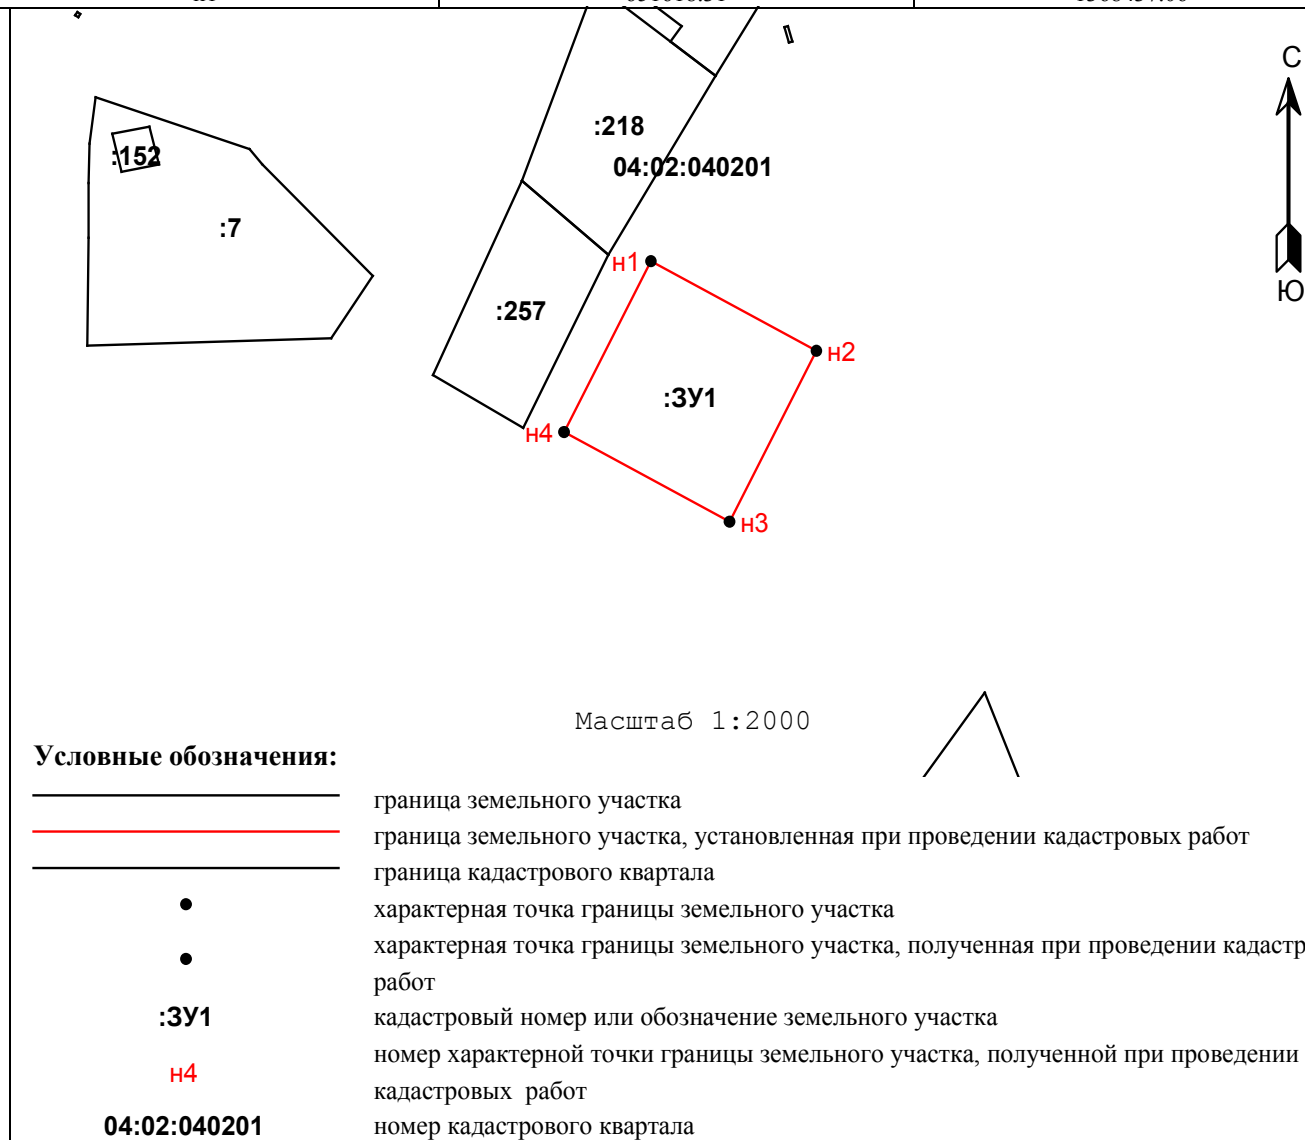 С
:218
:152
04:02:040201
:7
н1
Ю
:257
н2
:ЗУ1
н4
н3
Масштаб 1:2000
Условные обозначения:
граница земельного участка
граница земельного участка, установленная при проведении кадастровых работ
граница кадастрового квартала
характерная точка границы земельного участка
характерная точка границы земельного участка, полученная при проведении кадастр
работ
:ЗУ1 кадастровый номер или обозначение земельного участка
номер характерной точки границы земельного участка, полученной при проведении
н4
кадастровых работ
04:02:040201 номер кадастрового квартала